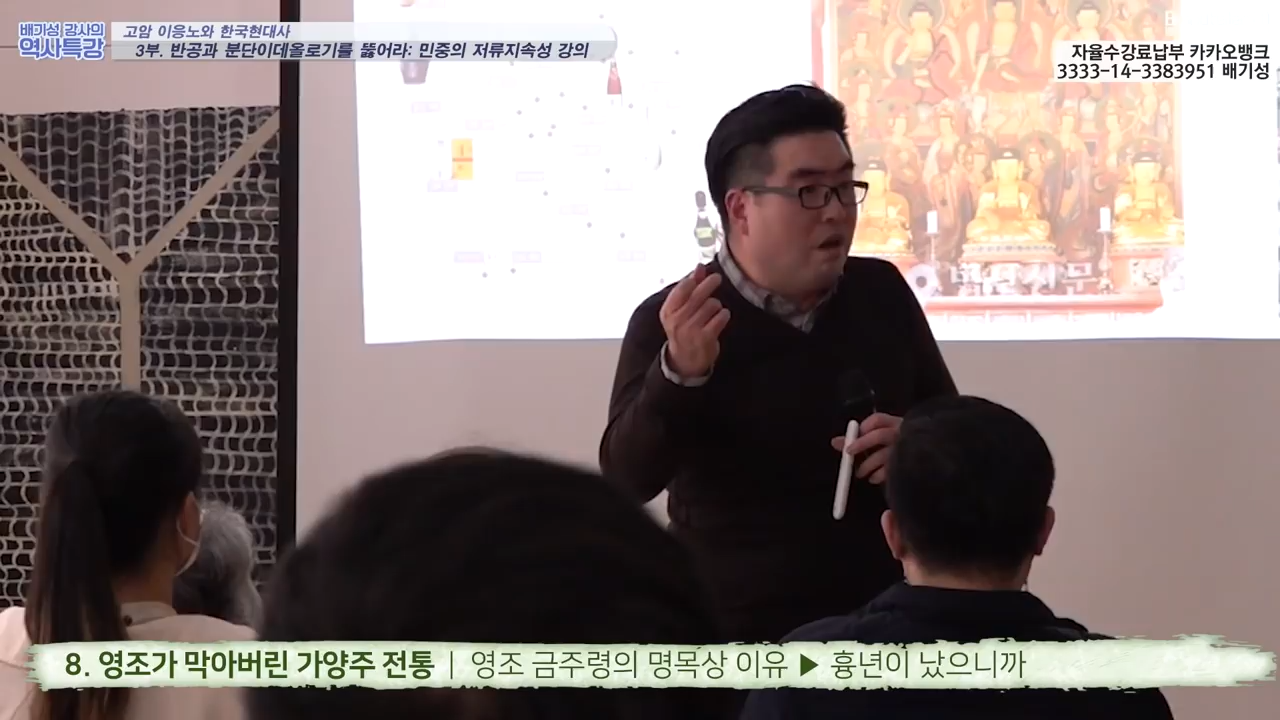 배기성 강사의
역사특강
고암 이응노와 한국현대사
3부. 반공과 분단이데올로기를 뚫어라: 민중의 저류지속성 강의
자율수강료납부 카카오뱅크
3333-14-3383951 배기성
8. 영조가 막아버린 가양주 전통 | 영조 금주령의 명목상 이유 ▶ 흉년이 났으니까